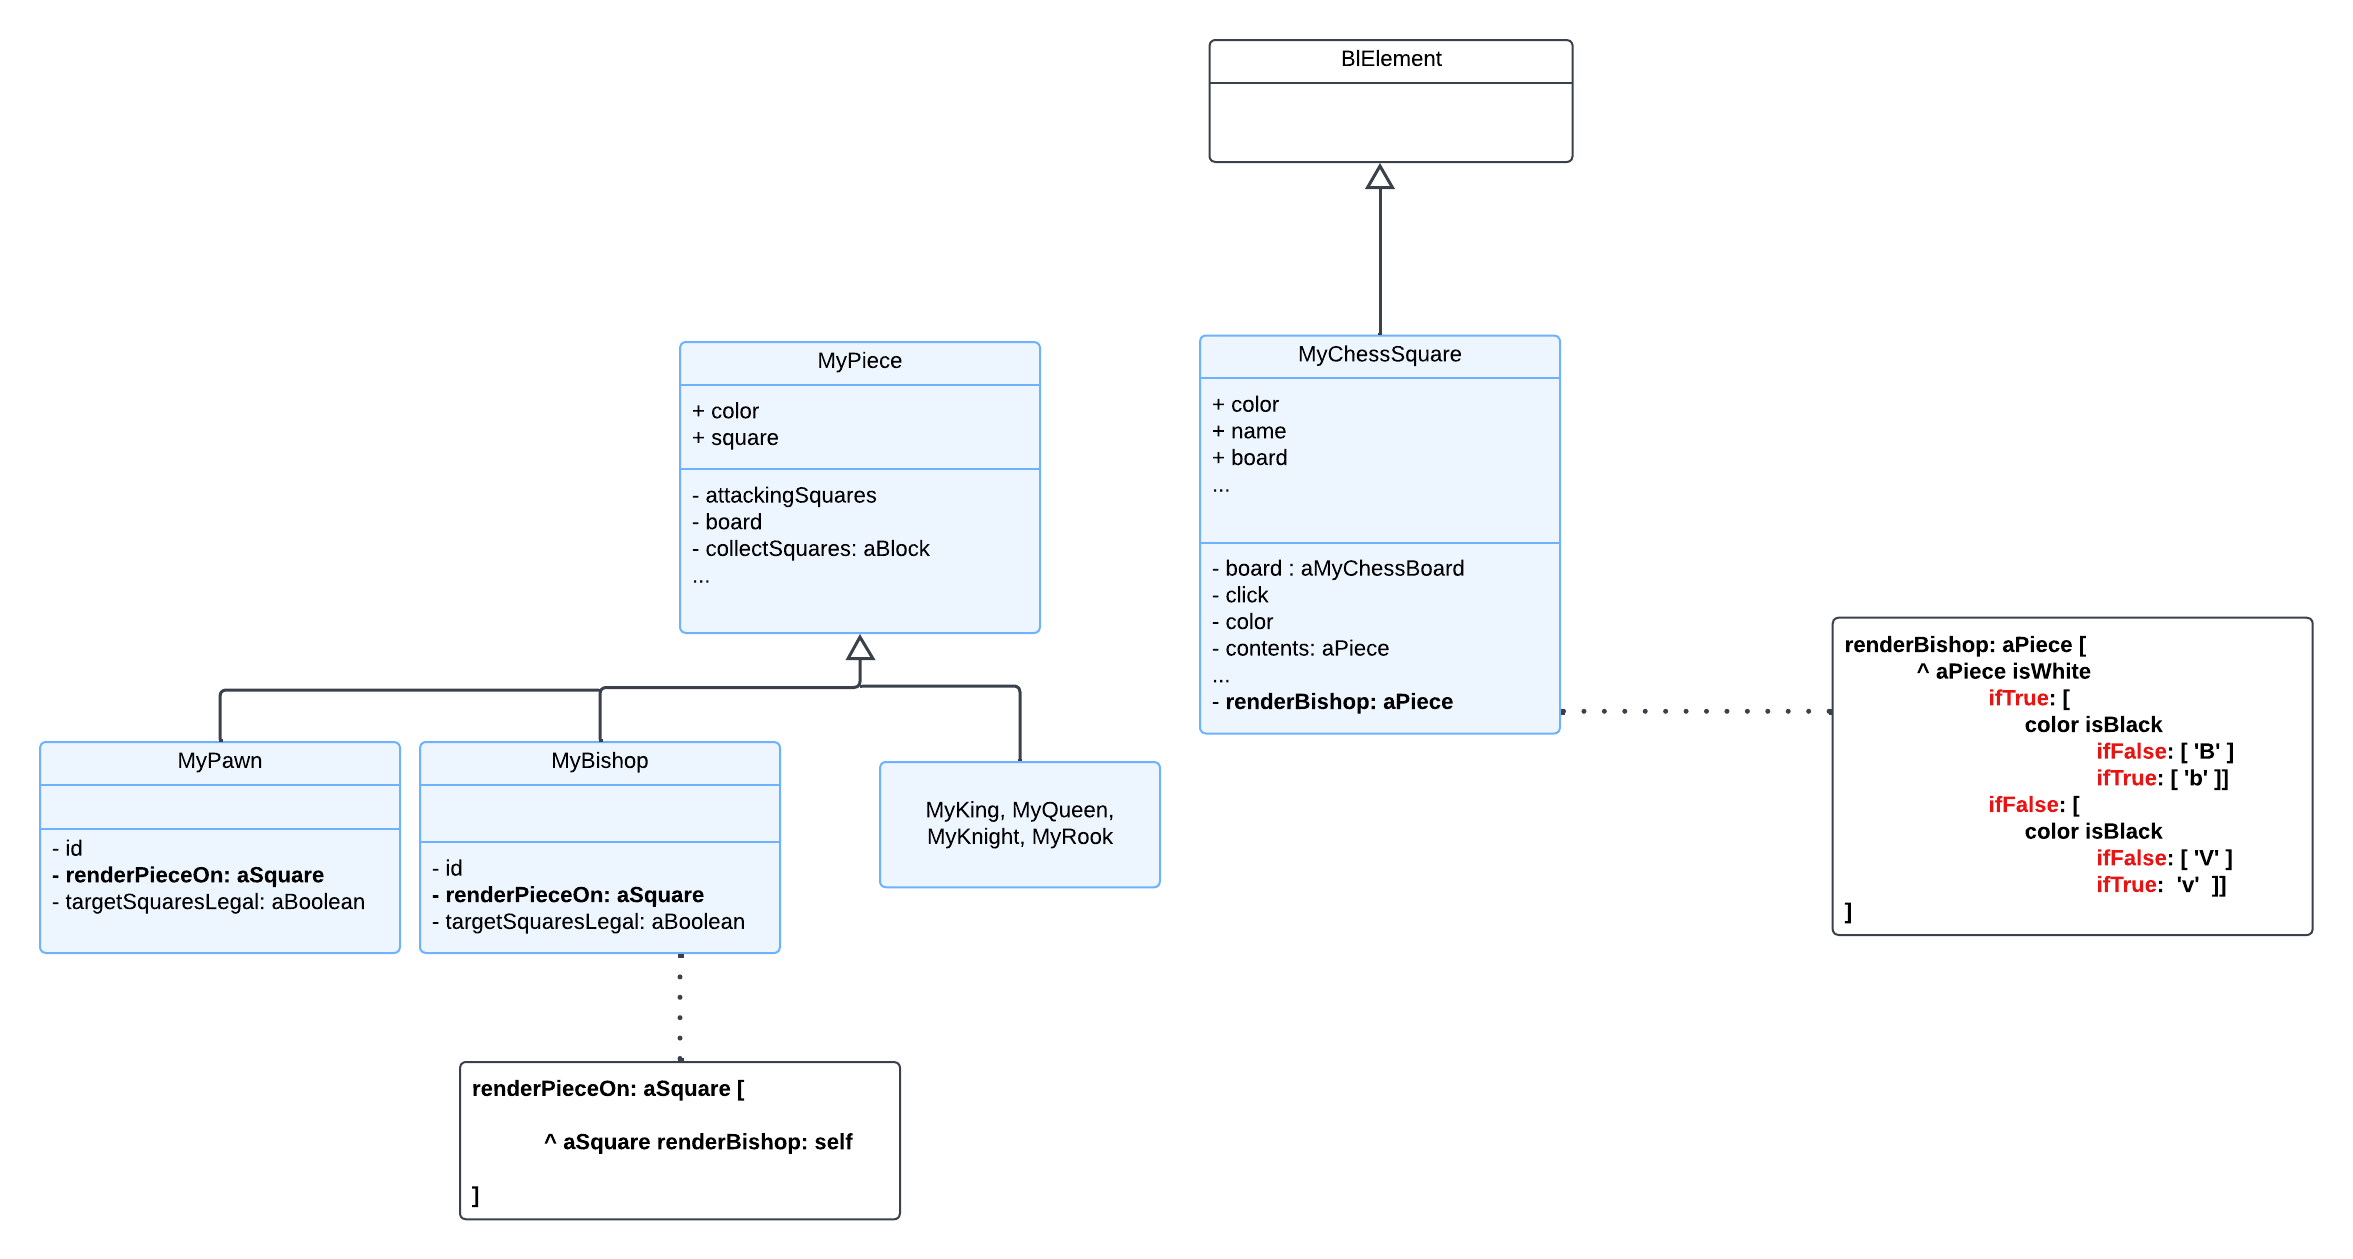 BlElement
MyPiece
+ color
+ square
- attackingSquares
- board
- collectSquares: aBlock
...
MyChessSquare
+ color
+ name
+ board
...
- board : aMyChessBoard
- click
- color
- contents: aPiece
...
- renderBishop: aPiece
renderBishop: aPiece [
^ aPiece isWhite
ifTrue: [
color isBlack
ifFalse: [ 'B' ]
ifTrue: [ 'b' ]]
ifFalse: [
color isBlack
ifFalse: [ 'V' ]
ifTrue:  'v'  ]]
]
MyPawn
- id
- renderPieceOn: aSquare
- targetSquaresLegal: aBoolean
MyBishop
- id
- renderPieceOn: aSquare
- targetSquaresLegal: aBoolean
MyKing, MyQueen,
MyKnight, MyRook
renderPieceOn: aSquare [
^ aSquare renderBishop: self
]